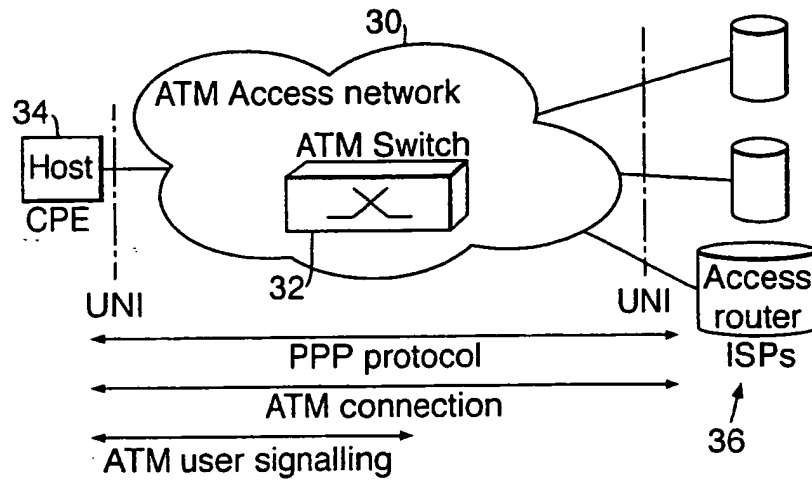 30
ATM Access network
34
ATM Switch
Host
CPE
32
UNI
UNI
Access
router
ISPs
PPP protocol
ATM connection
36
ATM user signalling